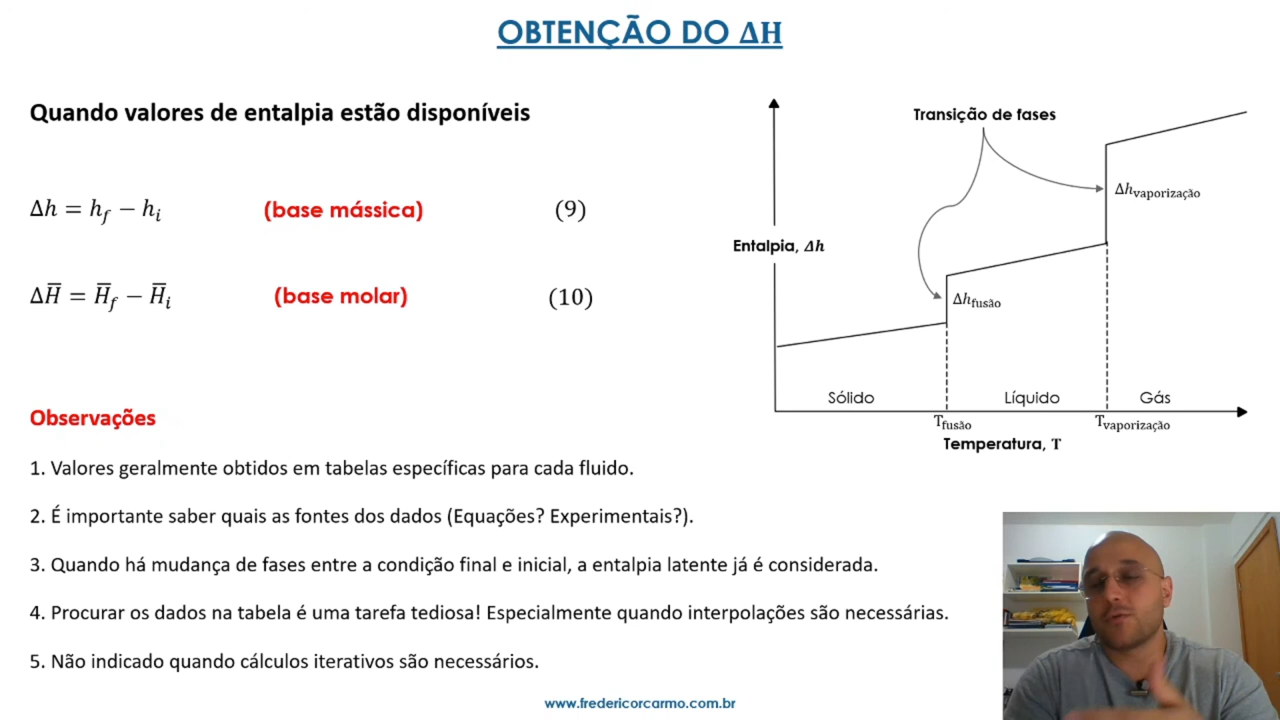 OBTENÇÃO DO ΔH
Quando valores de entalpia estão disponíveis
Δh = h_f − h_i (base mássica) (9)
ΔH̅ = H̅_f − H̅_i (base molar) (10)
Transição de fases
Δh_vaporização
Entalpia, Δh
Δh_fusão
Sólido Líquido Gás
T_fusão T_vaporização
Temperatura, T
Observações
1. Valores geralmente obtidos em tabelas específicas para cada fluido.
2. É importante saber quais as fontes dos dados (Equações? Experimentais?).
3. Quando há mudança de fases entre a condição final e inicial, a entalpia latente já é considerada.
4. Procurar os dados na tabela é uma tarefa tediosa! Especialmente quando interpolações são necessárias.
5. Não indicado quando cálculos iterativos são necessários.
www.fredericorcarmo.com.br